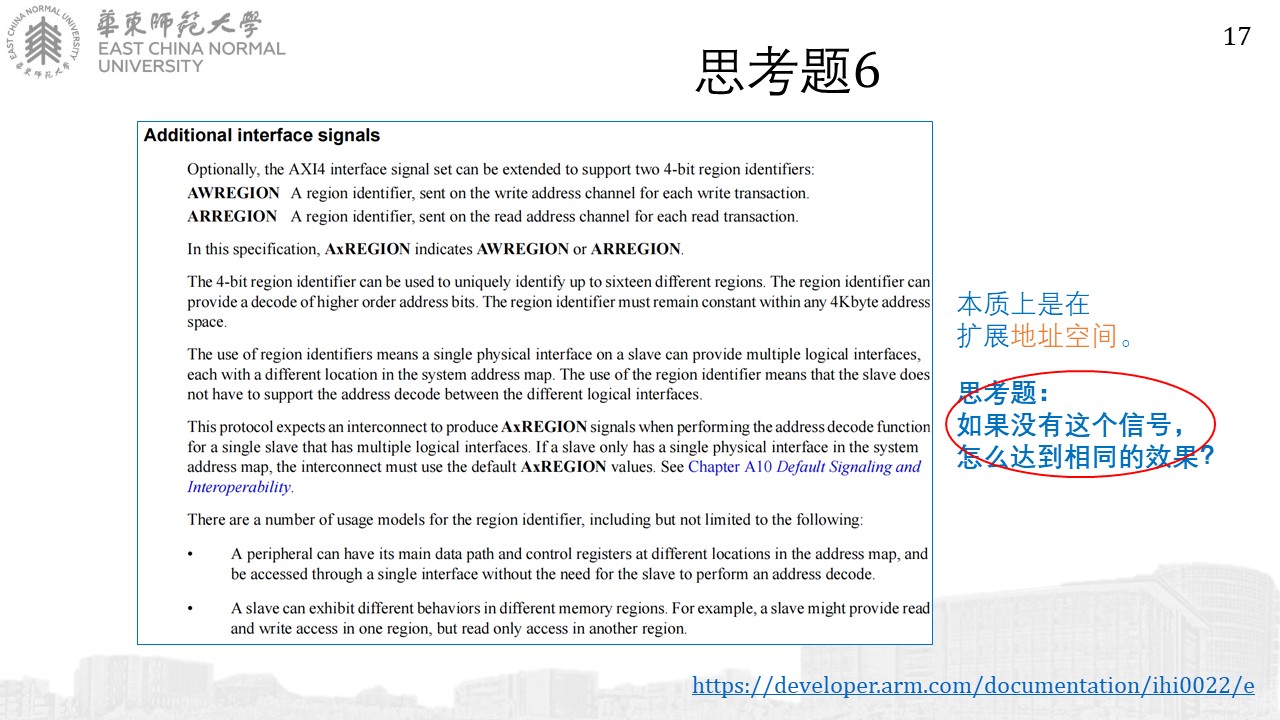 華東師範大學
EAST CHINA NORMAL
UNIVERSITY
EAST CHINA NORMAL UNIVERSITY
華東师范大学
17
思考题6
Additional interface signals
Optionally, the AXI4 interface signal set can be extended to support two 4-bit region identifiers:
AWREGION A region identifier, sent on the write address channel for each write transaction.
ARREGION A region identifier, sent on the read address channel for each read transaction.
In this specification, AxREGION indicates AWREGION or ARREGION.
The 4-bit region identifier can be used to uniquely identify up to sixteen different regions. The region identifier can
provide a decode of higher order address bits. The region identifier must remain constant within any 4Kbyte address
space.
The use of region identifiers means a single physical interface on a slave can provide multiple logical interfaces,
each with a different location in the system address map. The use of the region identifier means that the slave does
not have to support the address decode between the different logical interfaces.
This protocol expects an interconnect to produce AxREGION signals when performing the address decode function
for a single slave that has multiple logical interfaces. If a slave only has a single physical interface in the system
address map, the interconnect must use the default AxREGION values. See Chapter A10 Default Signaling and
Interoperability.
There are a number of usage models for the region identifier, including but not limited to the following:
• A peripheral can have its main data path and control registers at different locations in the address map, and
be accessed through a single interface without the need for the slave to perform an address decode.
• A slave can exhibit different behaviors in different memory regions. For example, a slave might provide read
and write access in one region, but read only access in another region.
本质上是在
扩展地址空间。
思考题：
如果没有这个信号，
怎么达到相同的效果？
https://developer.arm.com/documentation/ihi0022/e